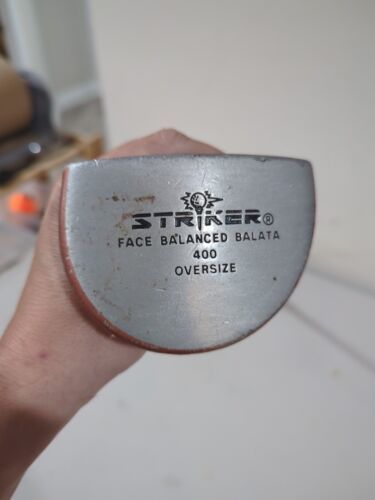 STRIKER®
FACE BALANCED BALATA
400
OVERSIZE